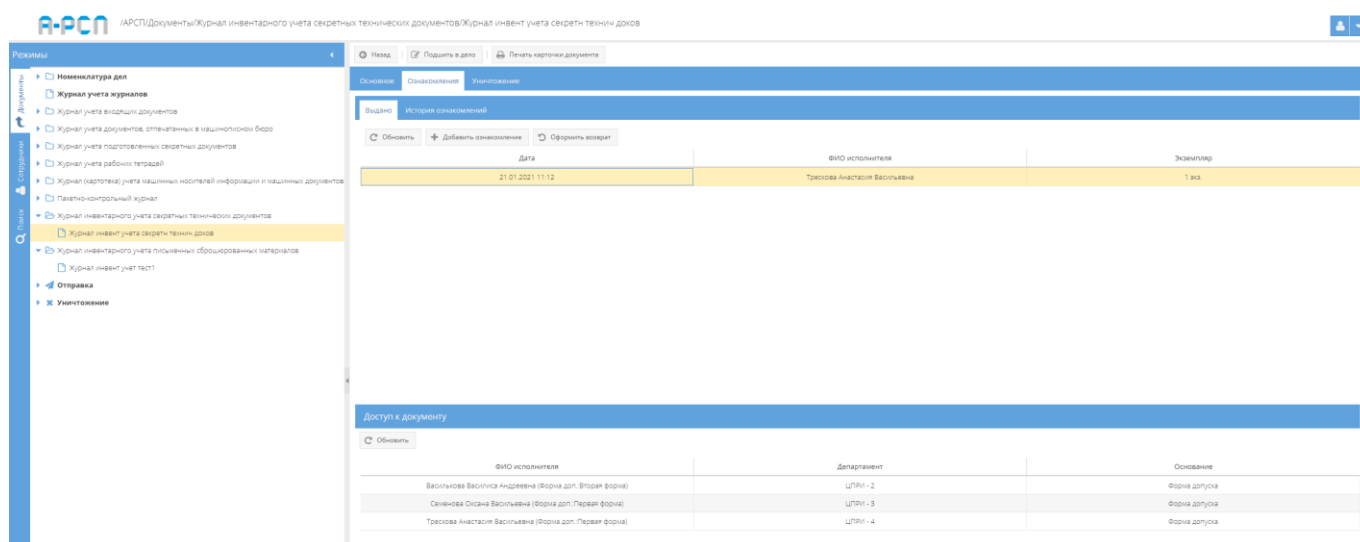 А-РСП
/АРСП/Документы/Журнал инвентарного учета секретных технических документов/Журнал инвент учета секретн технич доков
Режимы
Документы
Сотрудники
Поиск
Номенклатура дел
Журнал учета журналов
Журнал учета входящих документов
Журнал учета документов, отпечатанных в машинописном бюро
Журнал учета подготовленных секретных документов
Журнал учета рабочих тетрадей
Журнал (картотека) учета машинных носителей информации и машинных документов
Пакетно-контрольный журнал
Журнал инвентарного учета секретных технических документов
Журнал инвент учета секретн технич доков
Журнал инвентарного учета письменных сброшюрованных материалов
Журнал инвент учет тест1
Отправка
Уничтожение
Назад Подшить в дело Печать карточки документа
Основное Ознакомления Уничтожение
Выдано История ознакомлений
Обновить Добавить ознакомление Оформить возврат
Дата ФИО исполнителя Экземпляр
21.01.2021 11:12 Трескова Анастасия Васильевна 1 экз.
Доступ к документу
Обновить
ФИО исполнителя Департамент Основание
Василькова Василиса Андреевна (Форма доп.:Вторая форма) ЦПРИ - 2 Форма допуска
Семенова Оксана Васильевна (Форма доп.:Первая форма) ЦПРИ - 3 Форма допуска
Трескова Анастасия Васильевна (Форма доп.:Первая форма) ЦПРИ - 4 Форма допуска